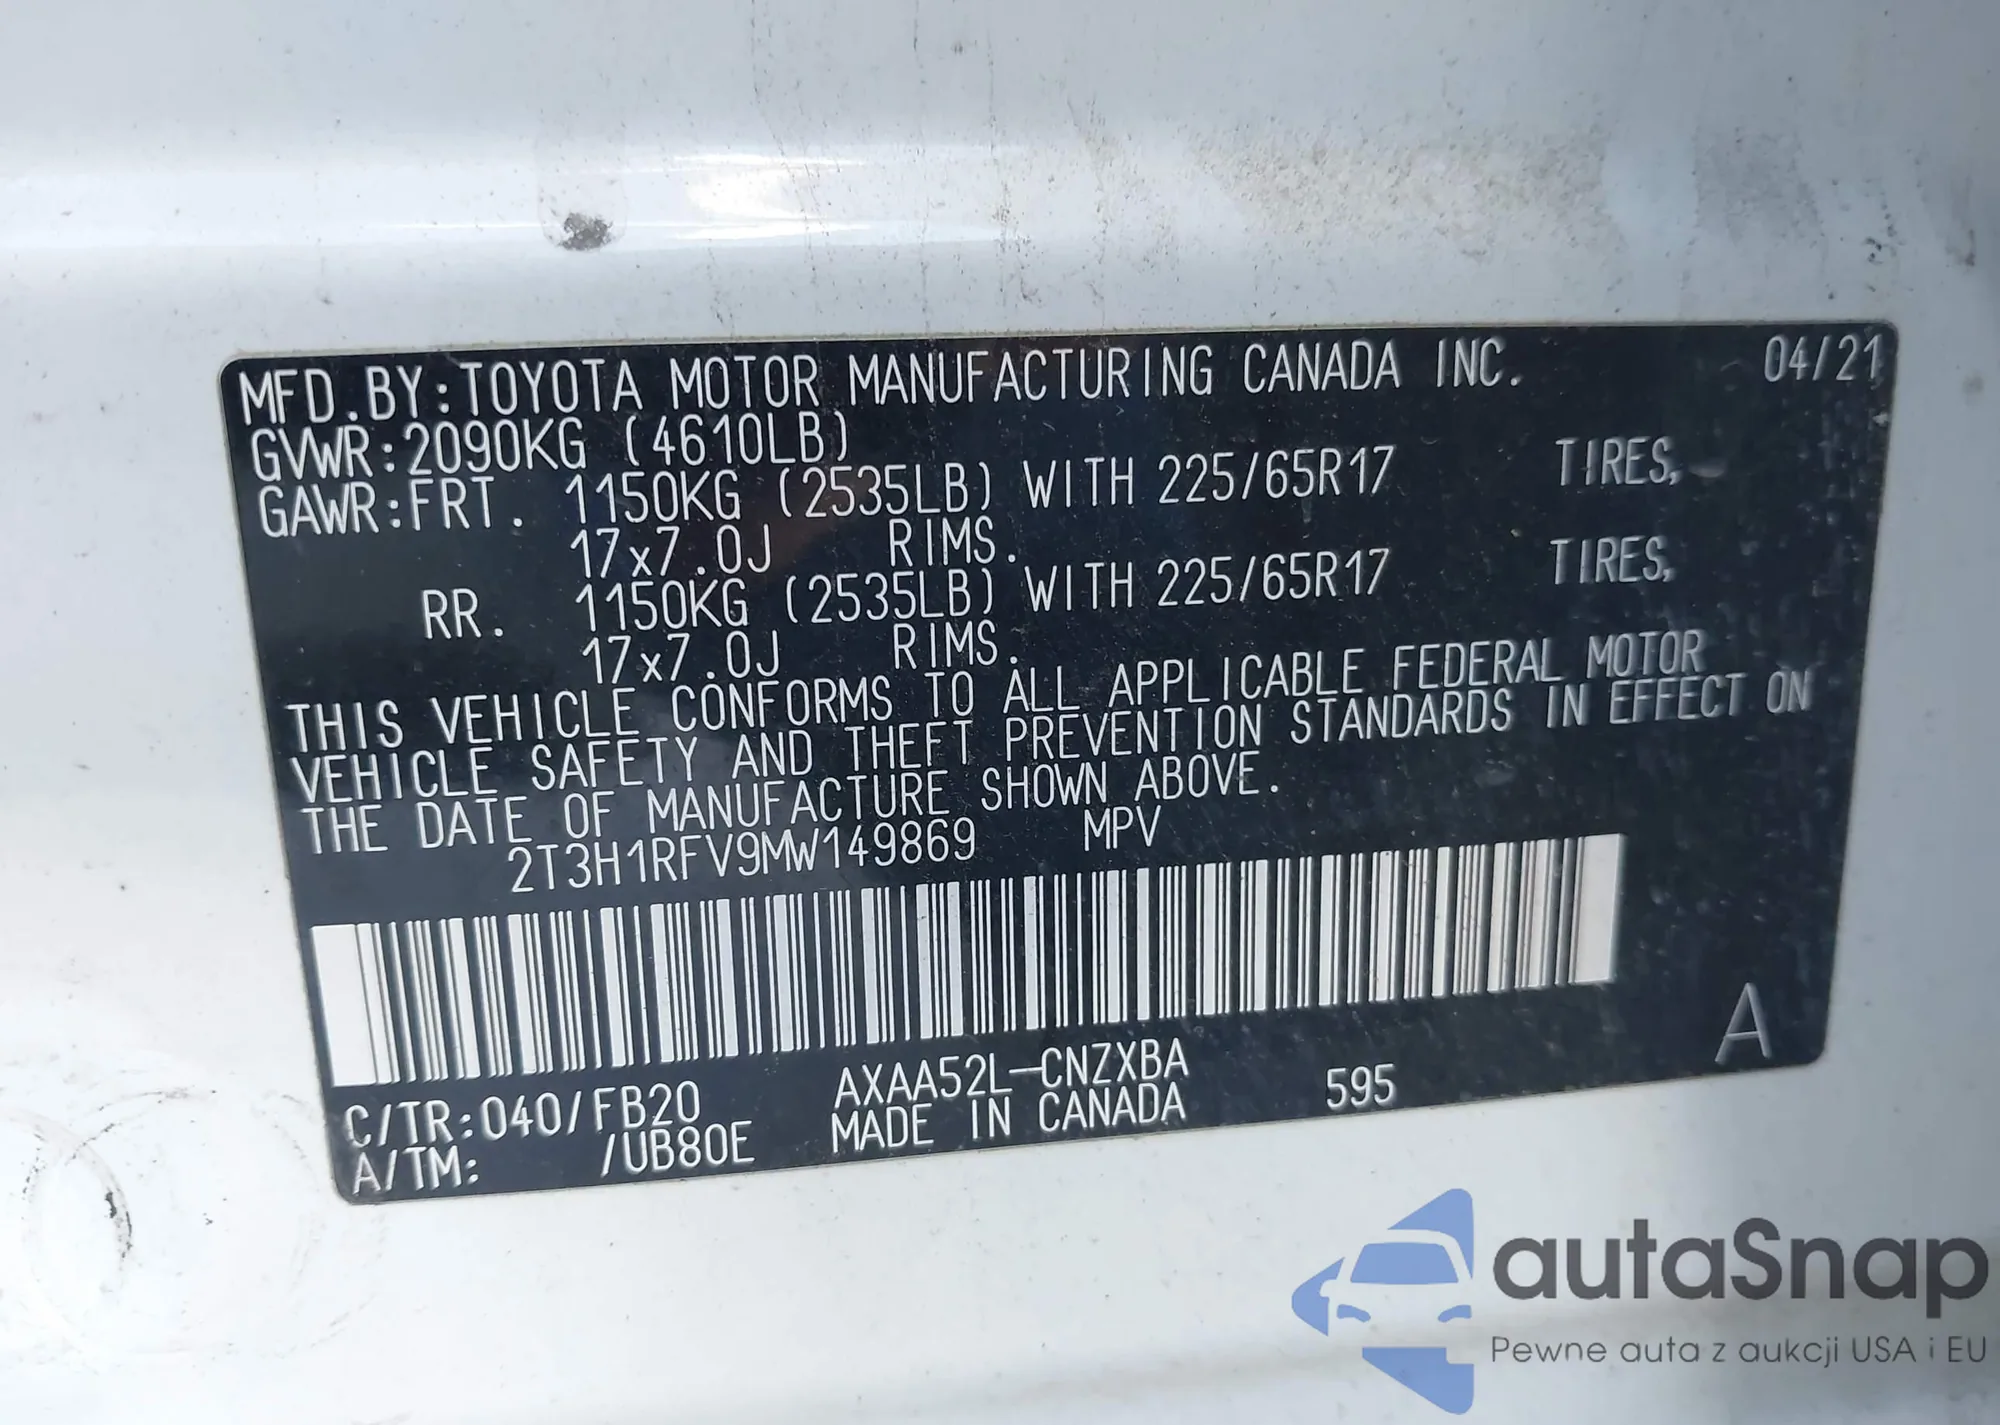 MFD.BY:TOYOTA MOTOR MANUFACTURING CANADA INC. 04/21
GVWR:2090KG (4610LB)
GAWR:FRT. 1150KG (2535LB) WITH 225/65R17 TIRES,
17x7.0J RIMS.
RR. 1150KG (2535LB) WITH 225/65R17 TIRES,
17x7.0J RIMS.
THIS VEHICLE CONFORMS TO ALL APPLICABLE FEDERAL MOTOR
VEHICLE SAFETY AND THEFT PREVENTION STANDARDS IN EFFECT ON
THE DATE OF MANUFACTURE SHOWN ABOVE.
2T3H1RFV9MW149869 MPV
A
C/TR:040/FB20 AXAA52L-CNZXBA 595
A/TM: /UB80E MADE IN CANADA
autaSnap
Pewne auta z aukcji USA i EU